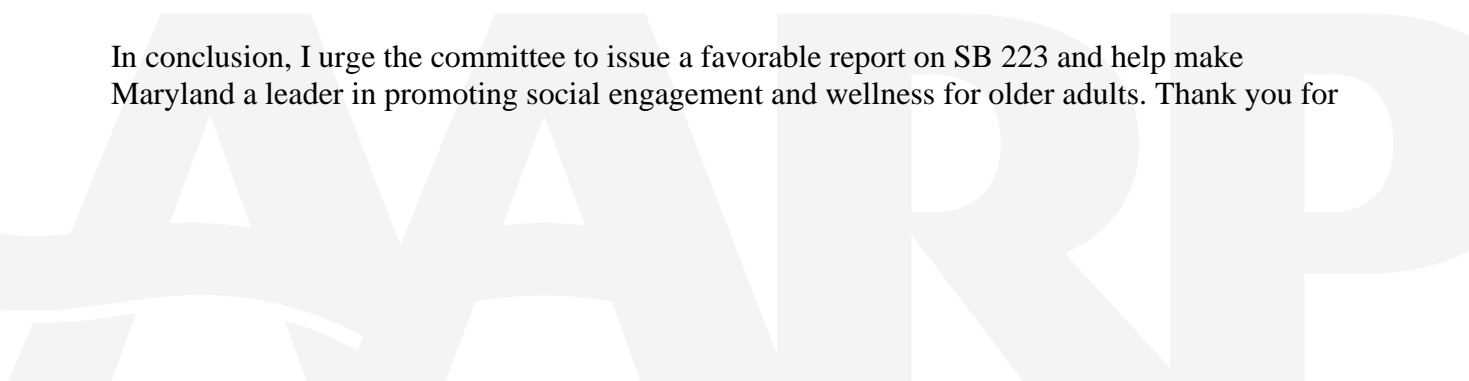 In conclusion, I urge the committee to issue a favorable report on SB 223 and help make
Maryland a leader in promoting social engagement and wellness for older adults. Thank you for
AARP